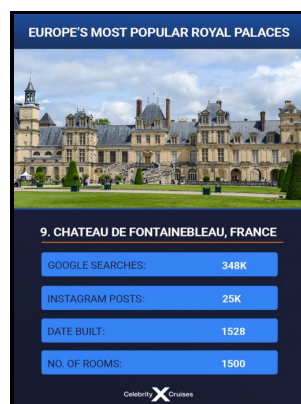 EUROPE'S MOST POPULAR ROYAL PALACES
9. CHATEAU DE FONTAINEBLEAU, FRANCE
GOOGLE SEARCHES: 348K
INSTAGRAM POSTS: 25K
DATE BUILT: 1528
NO. OF ROOMS: 1500
Celebrity X Cruises